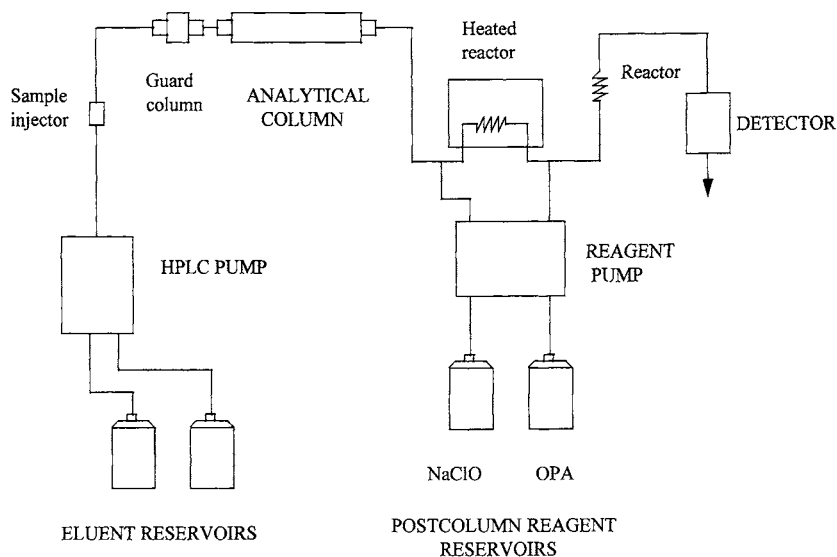 Heated
reactor
Guard
column
Reactor
Sample
injector
ANALYTICAL
COLUMN
DETECTOR
HPLC PUMP
REAGENT
PUMP
NaClO
OPA
ELUENT RESERVOIRS
POSTCOLUMN REAGENT
RESERVOIRS